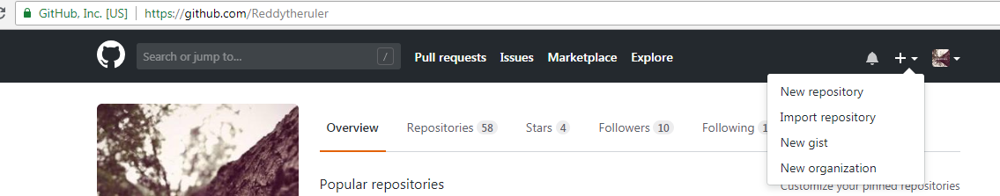 GitHub, Inc. [US] | https://github.com/Reddytheruler
Search or jump to... /
Pull requests Issues Marketplace Explore
New repository
Import repository
New gist
New organization
Overview Repositories 58 Stars 4 Followers 10 Following
Popular repositories
Customize your pinned repositories